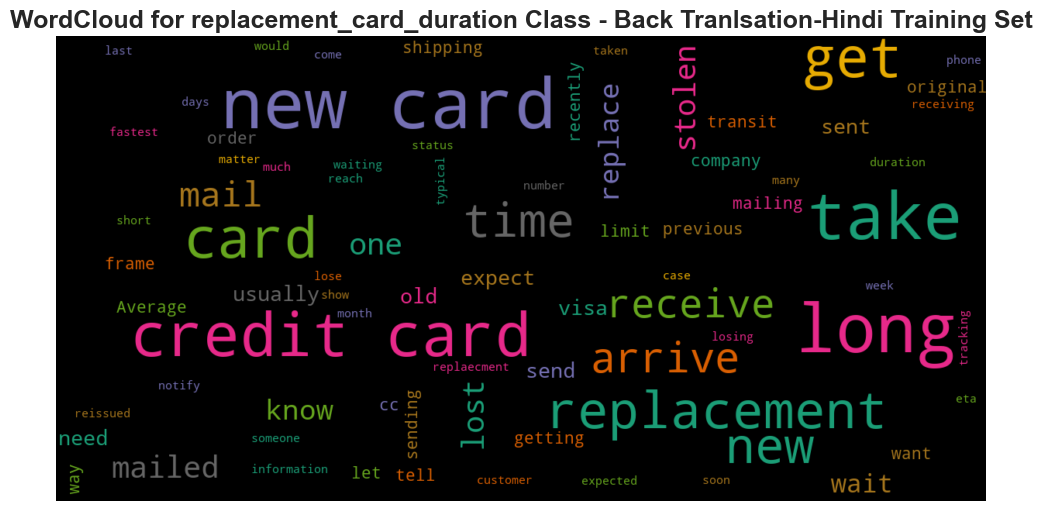 WordCloud for replacement_card_duration Class - Back Tranlsation-Hindi Training Set
last
would
come
shipping
taken
get
phone
days
new card
recently
replace
stolen
original
receiving
fastest
order
status
transit
sent
matter
much
waiting
reach
typical
number
company
many
duration
mail
mailing
take
short
card
one
time
limit
previous
frame
lose
expect
case
Average
usually
show
old
visa
receive
week
month
credit card
losing
long
tracking
replaecment
send
arrive
notify
reissued
know
cc
sending
lost
replacement
eta
need
someone
getting
new
want
way
mailed
information
let
tell
customer
expected
soon
wait